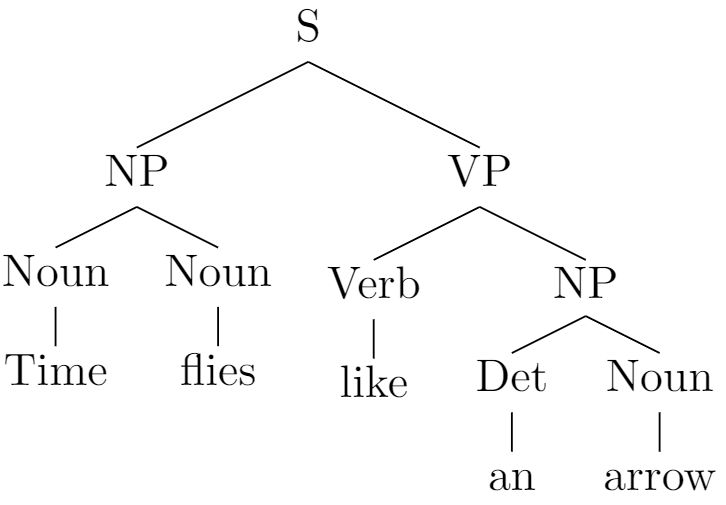 S
NP VP
Noun Noun Verb NP
Time flies like Det Noun
an arrow